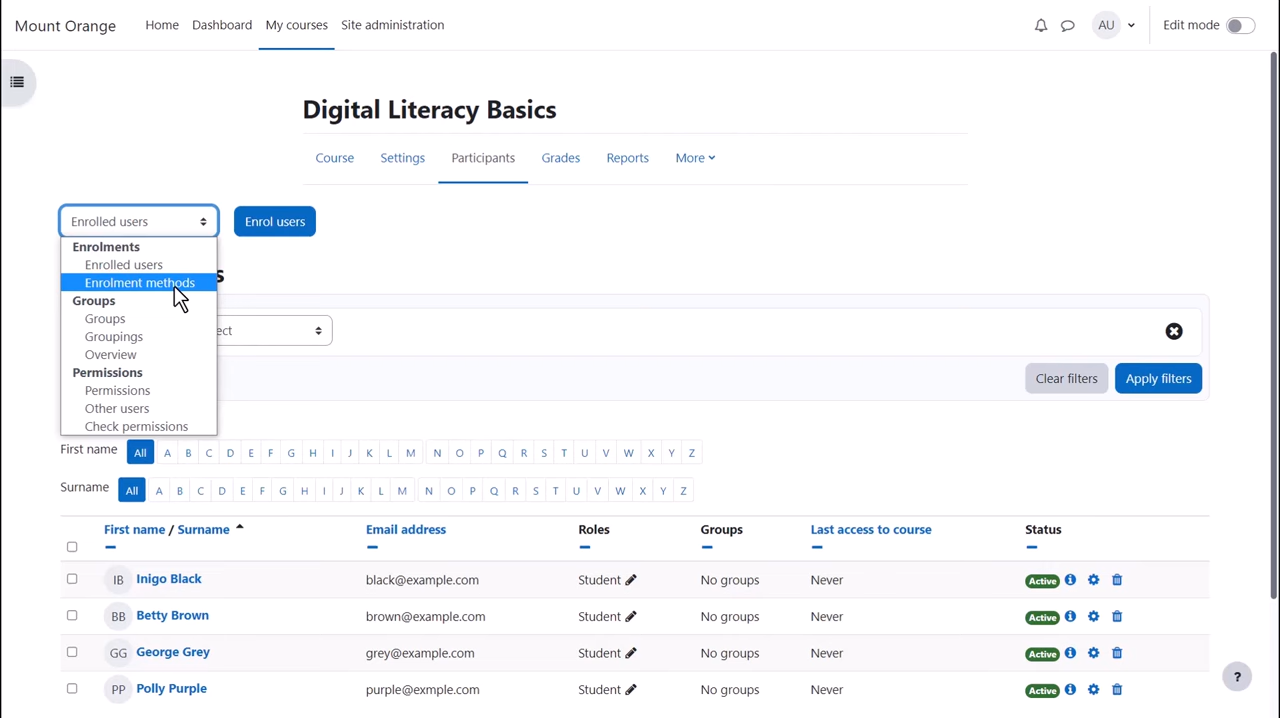 Mount Orange Home Dashboard My courses Site administration AU Edit mode
Digital Literacy Basics
Course Settings Participants Grades Reports More
Enrolled users Enrol users
Enrolments
Enrolled users
Enrolment methods
Groups
Groups
Groupings
Overview
Permissions
Permissions
Other users
Check permissions
s
ect
Clear filters Apply filters
First name All A B C D E F G H I J K L M N O P Q R S T U V W X Y Z
Surname All A B C D E F G H I J K L M N O P Q R S T U V W X Y Z
First name / Surname Email address Roles Groups Last access to course Status
IB Inigo Black black@example.com Student No groups Never Active
BB Betty Brown brown@example.com Student No groups Never Active
GG George Grey grey@example.com Student No groups Never Active
PP Polly Purple purple@exmple.com Student No groups Never Active
?